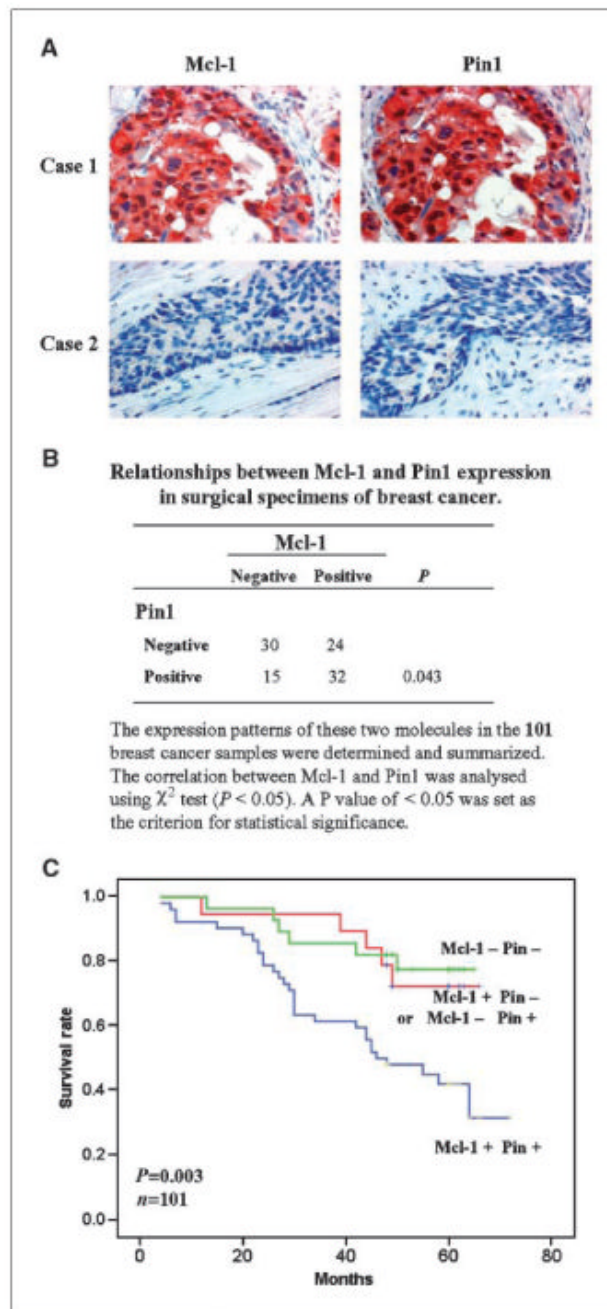 A
Mcl-1 Pin1
Case 1
Case 2
B
Relationships between Mcl-1 and Pin1 expression
in surgical specimens of breast cancer.
Mcl-1
Negative Positive P
Pin1
Negative 30 24
Positive 15 32 0.043
The expression patterns of these two molecules in the 101
breast cancer samples were determined and summarized.
The correlation between Mcl-1 and Pin1 was analysed
using χ² test (P < 0.05). A P value of < 0.05 was set as
the criterion for statistical significance.
C
1.0
0.8
0.6
0.4
0.2
0.0
Survival rate
Mcl-1 – Pin –
Mcl-1 + Pin –
or Mcl-1 – Pin +
Mcl-1 + Pin +
P=0.003
n=101
0 20 40 60 80
Months